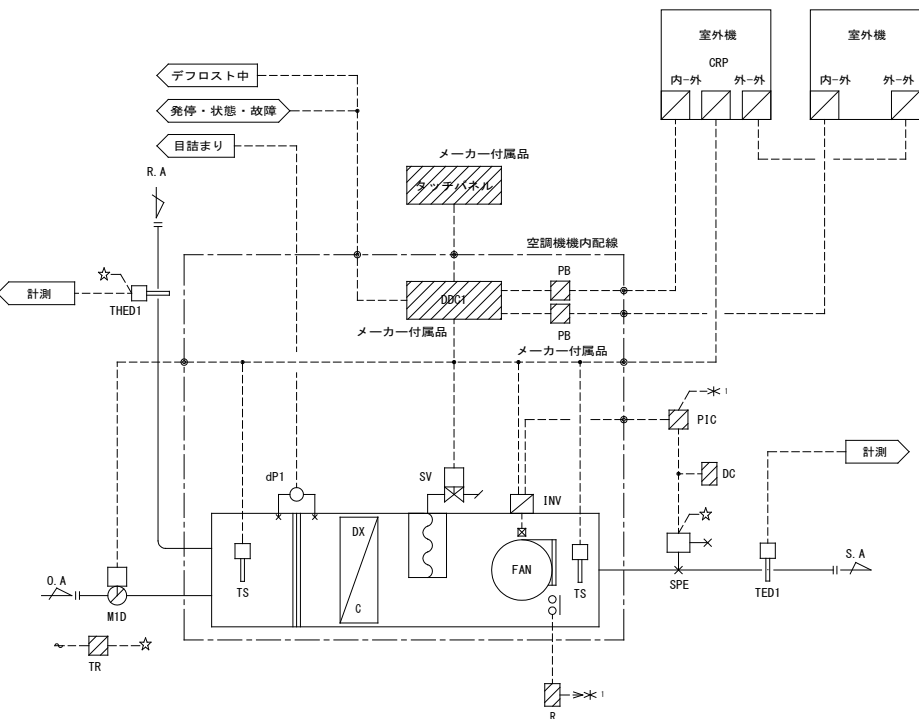 室外機
CRP
内-外
外-外
室外機
内-外
外-外
デフロスト中
発停・状態・故障
目詰まり
メーカー付属品
タッチパネル
R.A
空調機機内配線
計測
THED1
DDC1
PB
PB
メーカー付属品
メーカー付属品
1
PIC
計測
dP1
SV
INV
DC
DX
C
TS
FAN
TS
O.A
M1D
SPE
TED1
S.A
TR
R
1